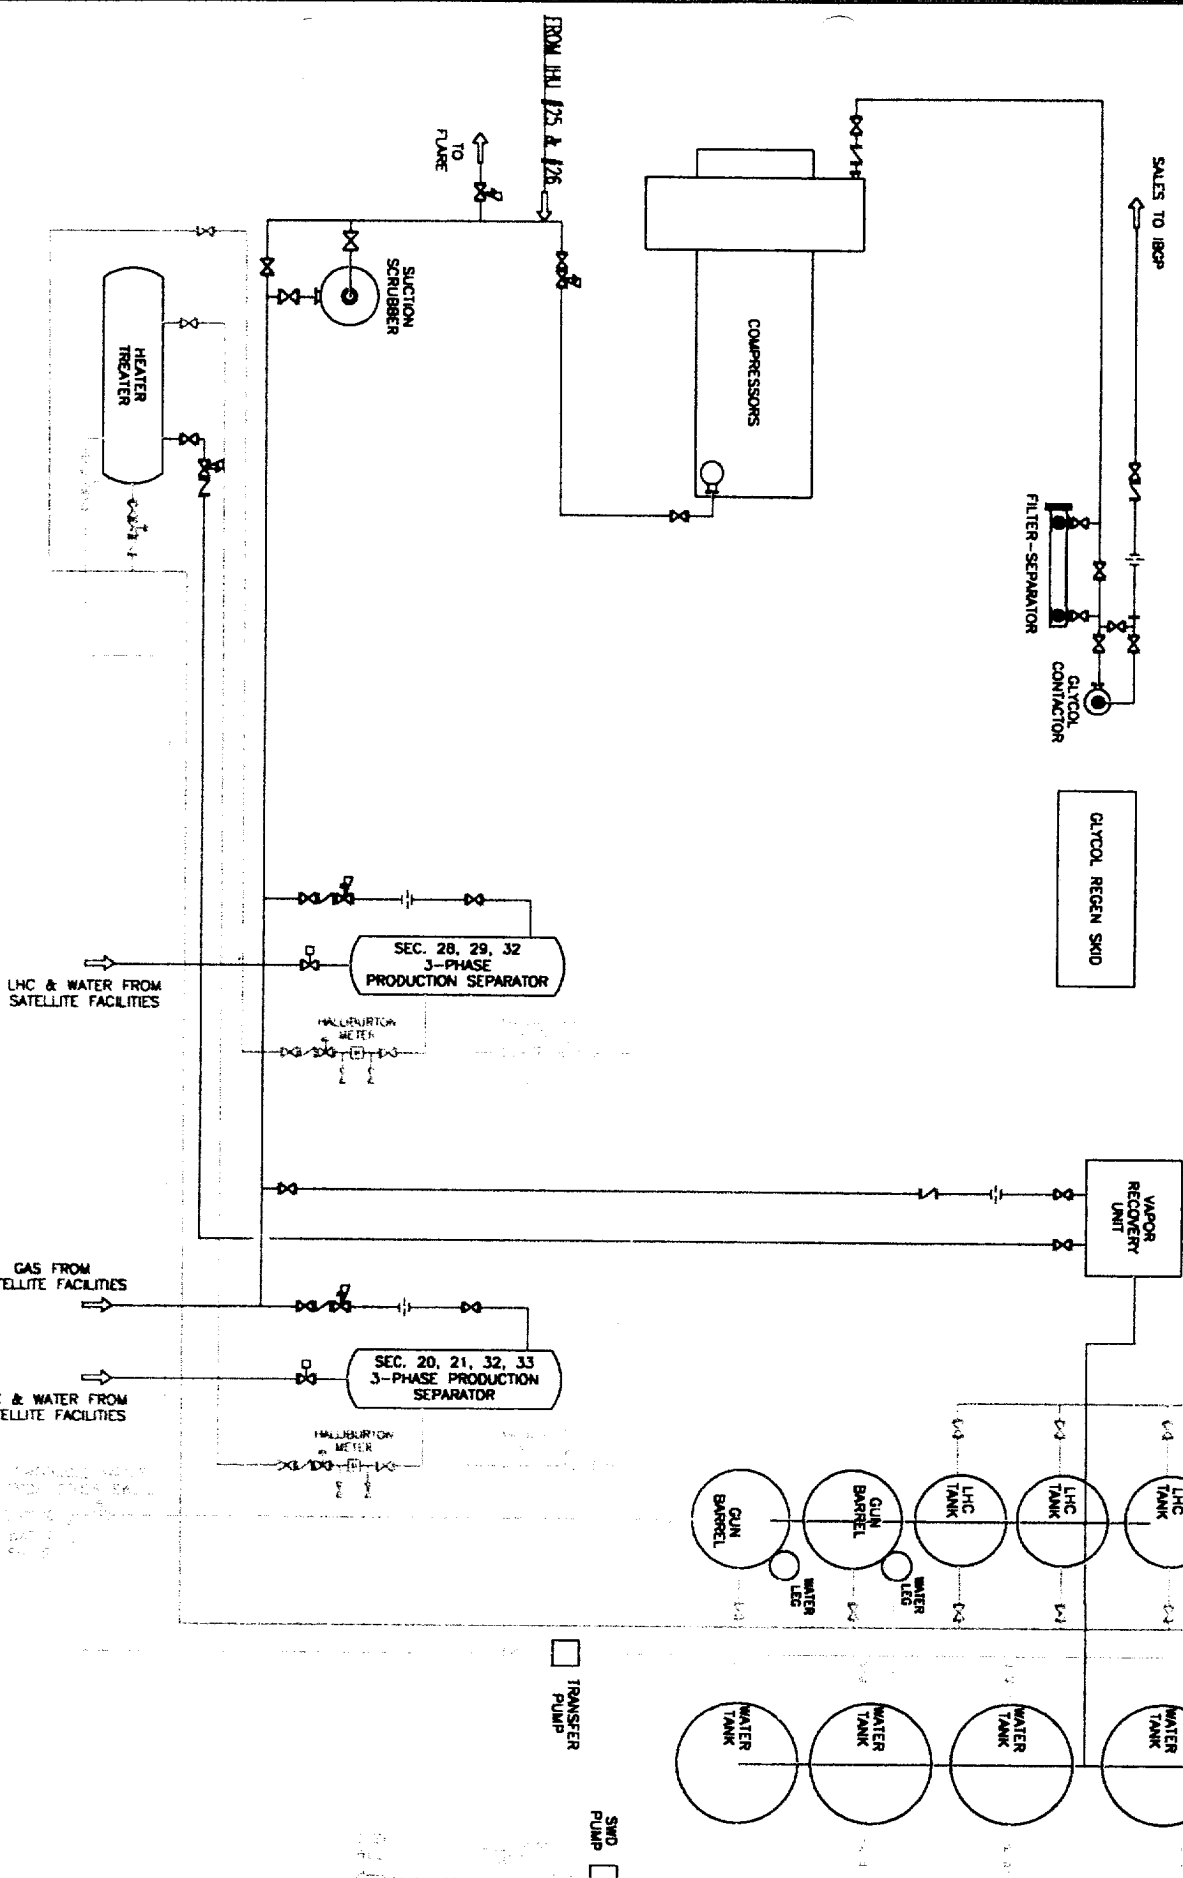 FROM IHU #25 & #26
TO
FLARE
SALES TO IBGP
SUCTION
SCRUBBER
HEATER
TREATER
COMPRESSORS
FILTER-SEPARATOR
GLYCOL
CONTACTOR
GLYCOL REGEN SKID
SEC. 28, 29, 32
3-PHASE
PRODUCTION SEPARATOR
LHC & WATER FROM
SATELLITE FACILITIES
HALLIBURTON
METER
VAPOR
RECOVERY
UNIT
GAS FROM
TELLITE FACILITIES
SEC. 20, 21, 32, 33
3-PHASE PRODUCTION
SEPARATOR
& WATER FROM
TELLITE FACILITIES
HALLIBURTON
METER
GUN
BARREL
GUN
BARREL
LHC
TANK
LHC
TANK
LHC
TANK
WATER
LEG
WATER
LEG
TRANSFER
PUMP
WATER
TANK
WATER
TANK
WATER
TANK
WATER
TANK
SWD
PUMP